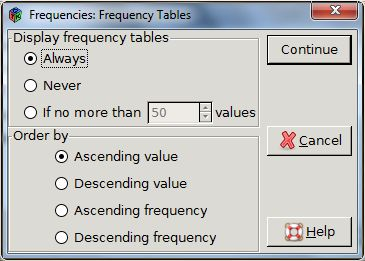 Frequencies: Frequency Tables
Display frequency tables
Always
Never
If no more than 50 values
Order by
Ascending value
Descending value
Ascending frequency
Descending frequency
Continue
Cancel
Help